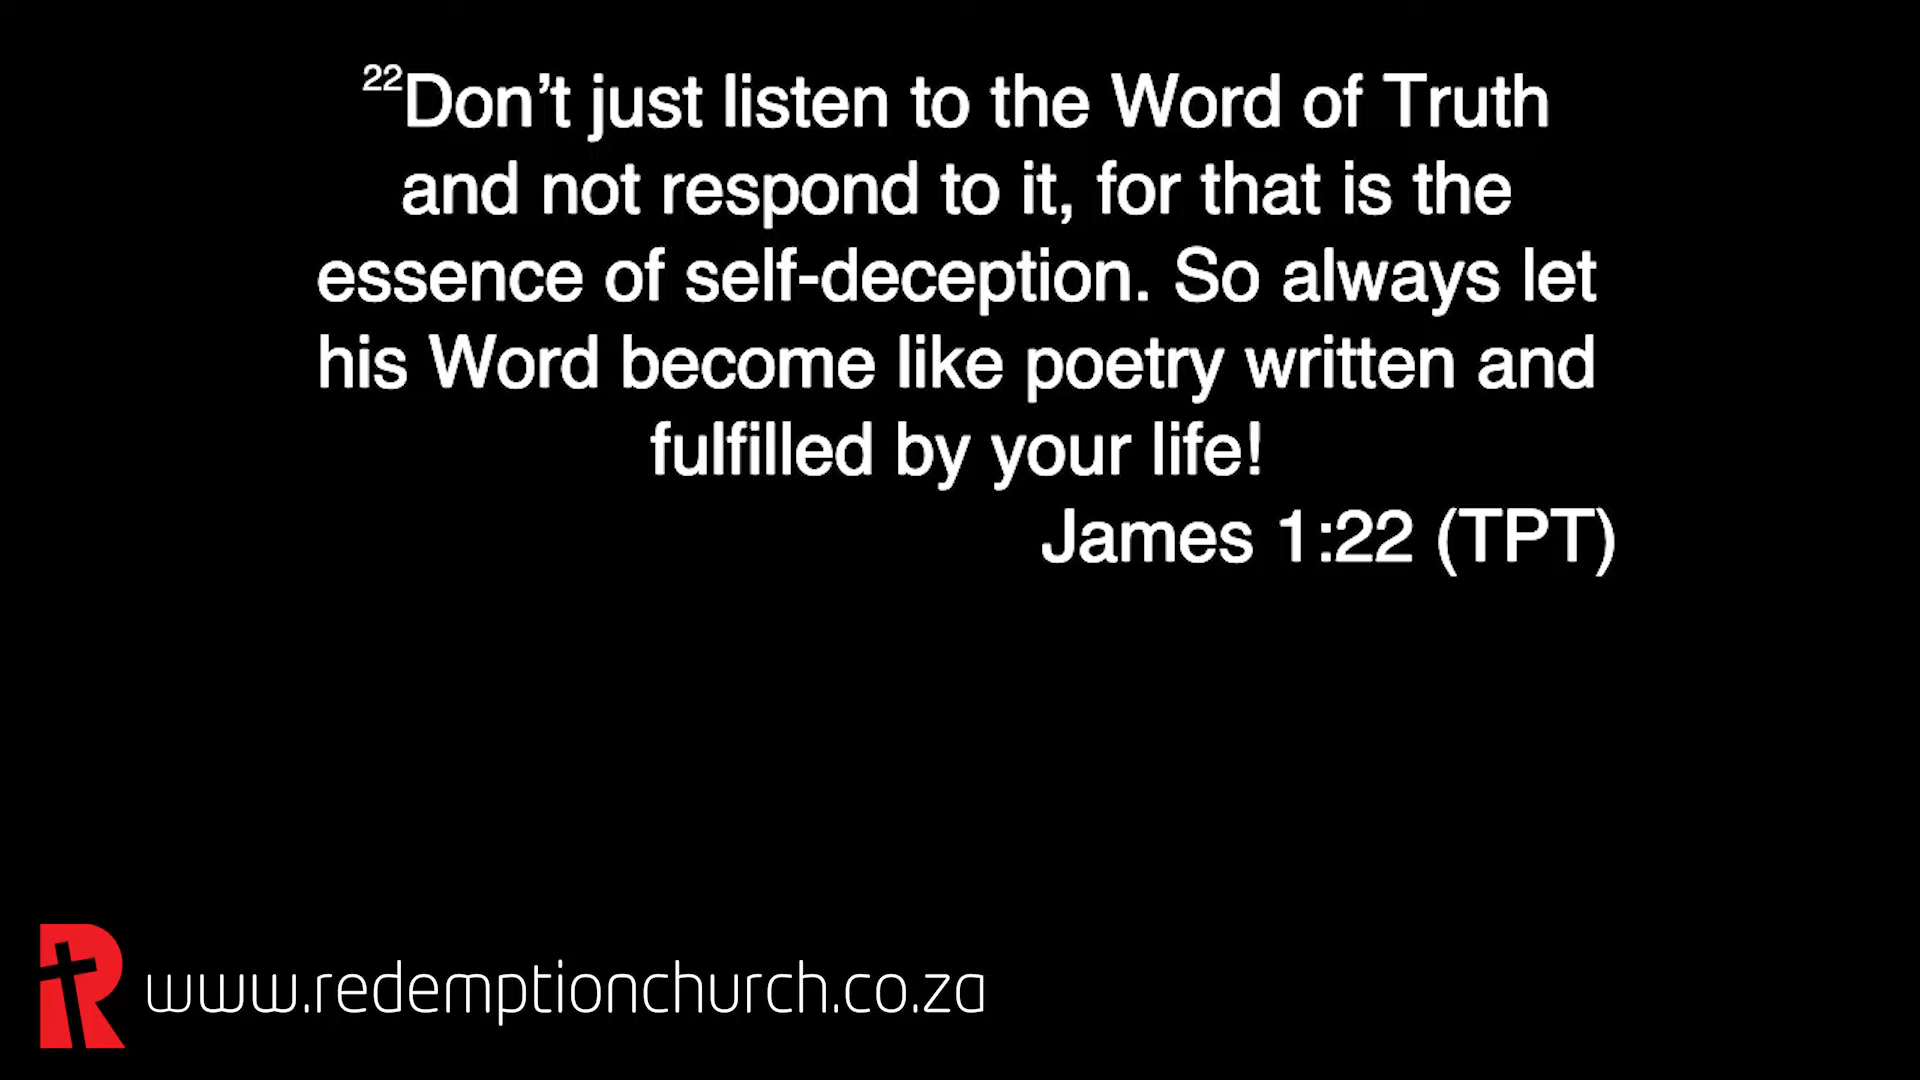 22Don’t just listen to the Word of Truth
and not respond to it, for that is the
essence of self-deception. So always let
his Word become like poetry written and
fulfilled by your life!
James 1:22 (TPT)
www.redemptionchurch.co.za